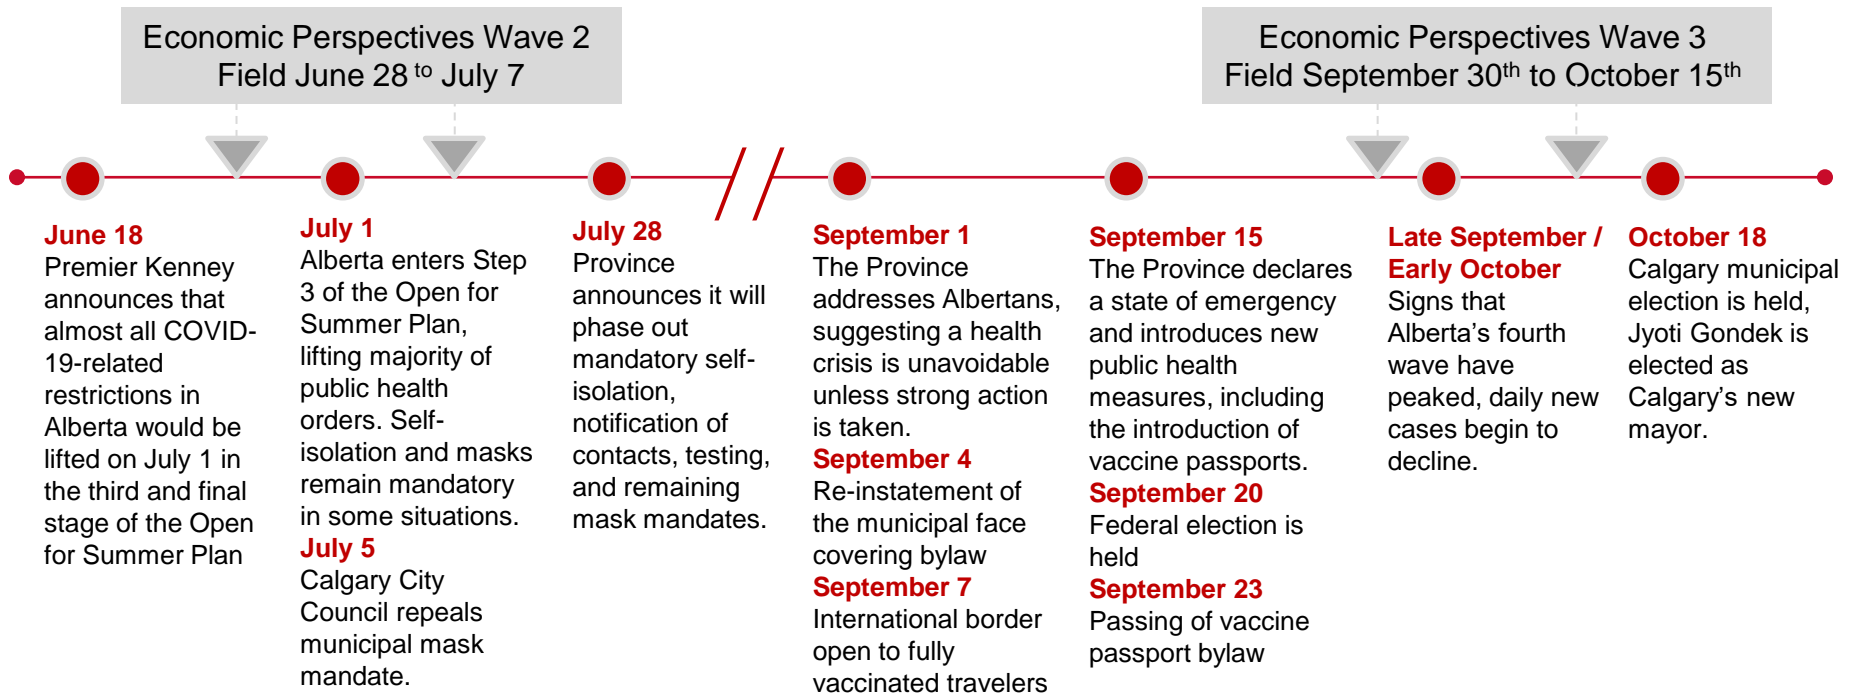 Economic Perspectives Wave 2
Field June 28 to July 7
Economic Perspectives Wave 3
Field September 30th to October 15th
June 18
Premier Kenney
announces that
almost all COVID-
19-related
restrictions in
Alberta would be
lifted on July 1 in
the third and final
stage of the Open
for Summer Plan
July 1
Alberta enters Step
3 of the Open for
Summer Plan,
lifting majority of
public health
orders. Self-
isolation and masks
remain mandatory
in some situations.
July 5
Calgary City
Council repeals
municipal mask
mandate.
July 28
Province
announces it will
phase out
mandatory self-
isolation,
notification of
contacts, testing,
and remaining
mask mandates.
September 1
The Province
addresses Albertans,
suggesting a health
crisis is unavoidable
unless strong action
is taken.
September 4
Re-instatement of
the municipal face
covering bylaw
September 7
International border
open to fully
vaccinated travelers
September 15
The Province declares
a state of emergency
and introduces new
public health
measures, including
the introduction of
vaccine passports.
September 20
Federal election is
held
September 23
Passing of vaccine
passport bylaw
Late September /
Early October
Signs that
Alberta’s fourth
wave have
peaked, daily new
cases begin to
decline.
October 18
Calgary municipal
election is held,
Jyoti Gondek is
elected as
Calgary’s new
mayor.